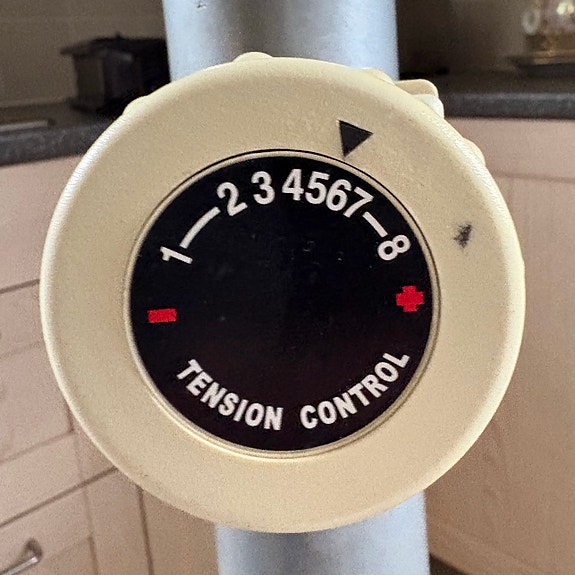 1–2 3 4567–8
- +
TENSION CONTROL